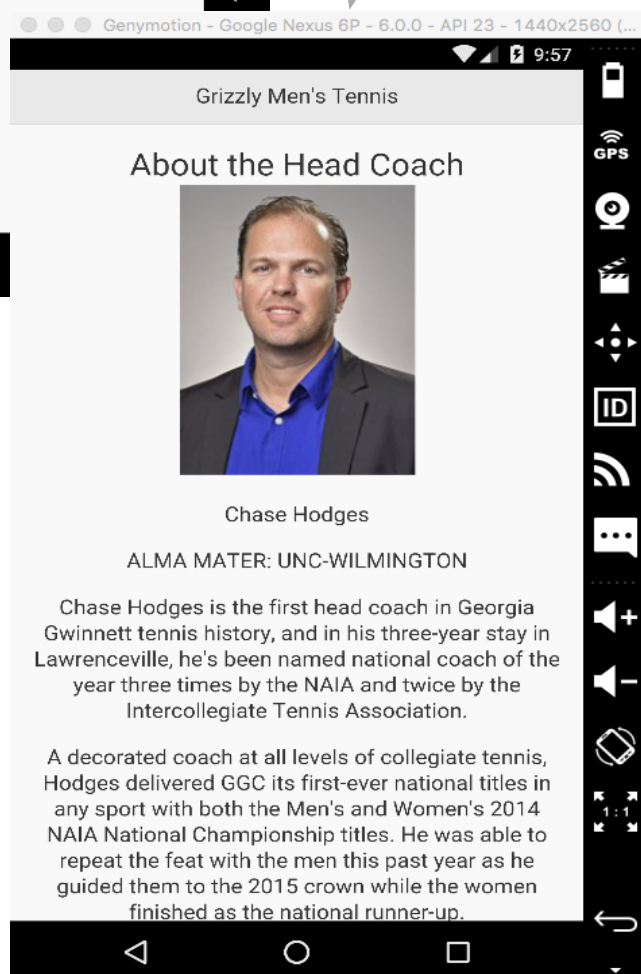 Genymotion - Google Nexus 6P - 6.0.0 - API 23 - 1440x2560 (...
9:57
Grizzly Men's Tennis
About the Head Coach
Chase Hodges
ALMA MATER: UNC-WILMINGTON
Chase Hodges is the first head coach in Georgia
Gwinnett tennis history, and in his three-year stay in
Lawrenceville, he's been named national coach of the
year three times by the NAIA and twice by the
Intercollegiate Tennis Association.
A decorated coach at all levels of collegiate tennis,
Hodges delivered GGC its first-ever national titles in
any sport with both the Men's and Women's 2014
NAIA National Championship titles. He was able to
repeat the feat with the men this past year as he
guided them to the 2015 crown while the women
finished as the national runner-up.
GPS
ID
1:1